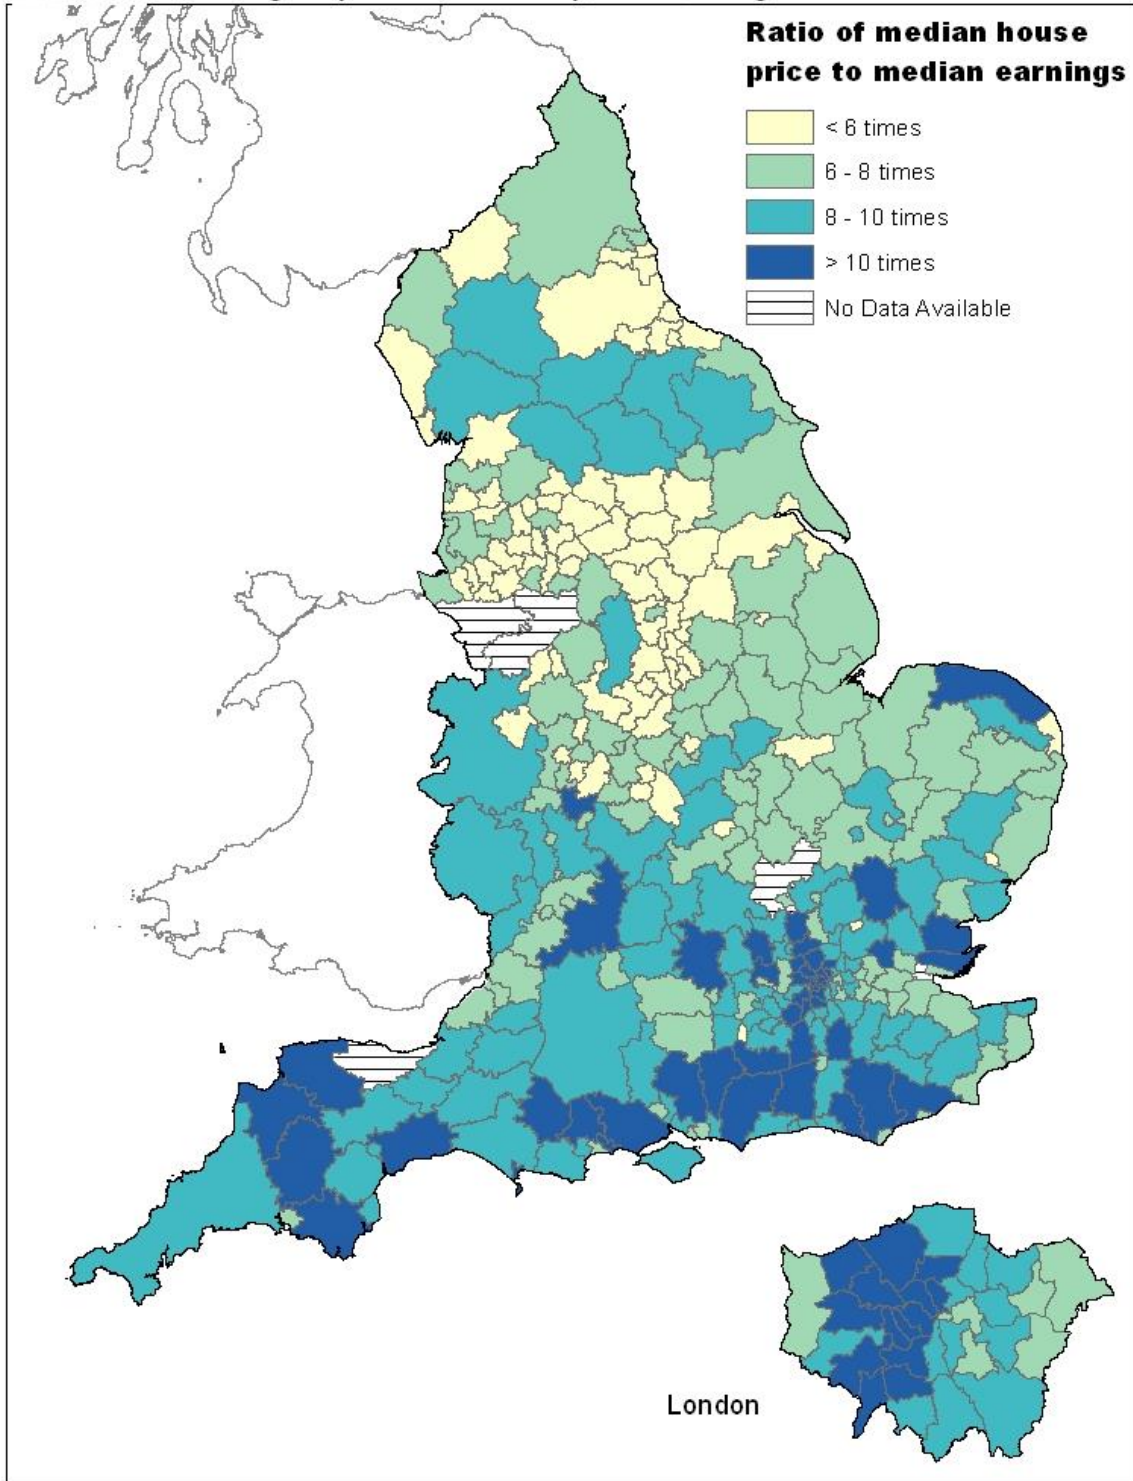 Ratio of median house
price to median earnings
< 6 times
6 - 8 times
8 - 10 times
> 10 times
No Data Available
London